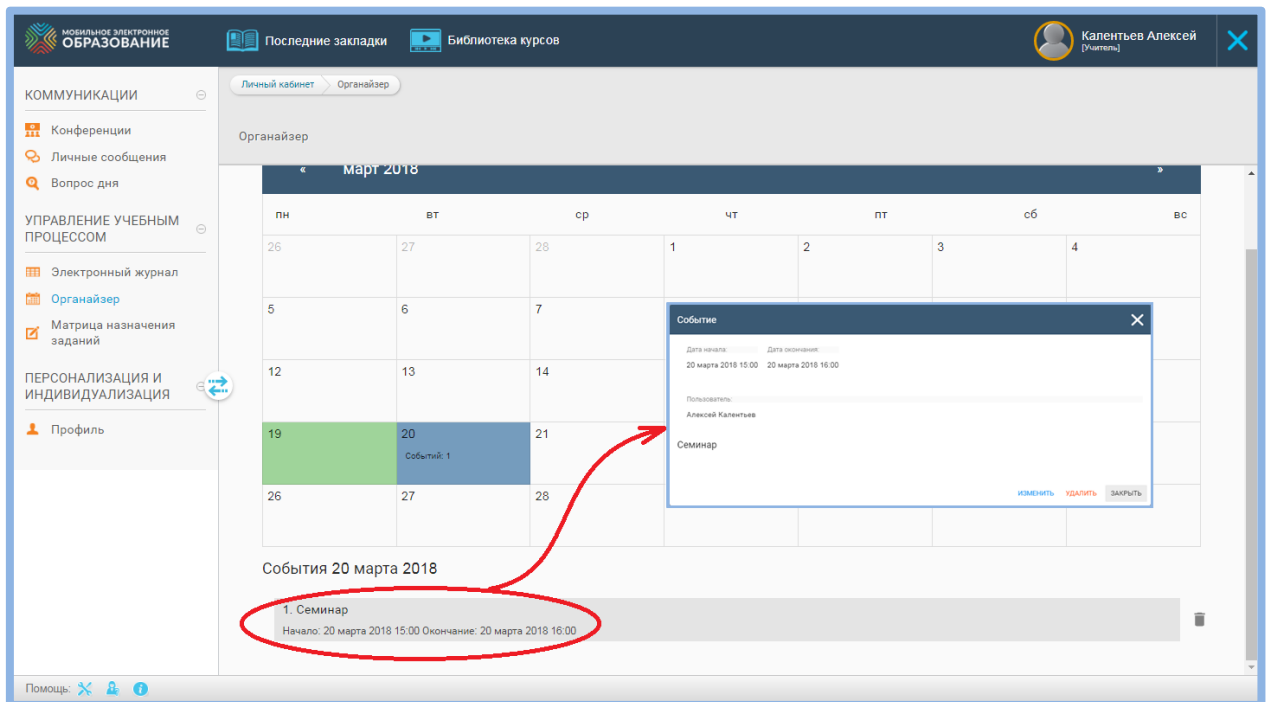 МОБИЛЬНОЕ ЭЛЕКТРОННОЕ
ОБРАЗОВАНИЕ
Последние закладки
Библиотека курсов
Калентьев Алексей
[Учитель]
КОММУНИКАЦИИ
Конференции
Личные сообщения
Вопрос дня
УПРАВЛЕНИЕ УЧЕБНЫМ
ПРОЦЕССОМ
Электронный журнал
Органайзер
Матрица назначения
заданий
ПЕРСОНАЛИЗАЦИЯ И
ИНДИВИДУАЛИЗАЦИЯ
Профиль
Личный кабинет Органайзер
Органайзер
« март 2018 »
пн вт ср чт пт сб вс
26 27 28 1 2 3 4
5 6 7
12 13 14
19 20 21
Событий: 1
26 27 28
Событие
Дата начала: Дата окончания:
20 марта 2018 15:00 20 марта 2018 16:00
Пользователь:
Алексей Калентьев
Семинар
ИЗМЕНИТЬ УДАЛИТЬ ЗАКРЫТЬ
События 20 марта 2018
1. Семинар
Начало: 20 марта 2018 15:00 Окончание: 20 марта 2018 16:00
Помощь: